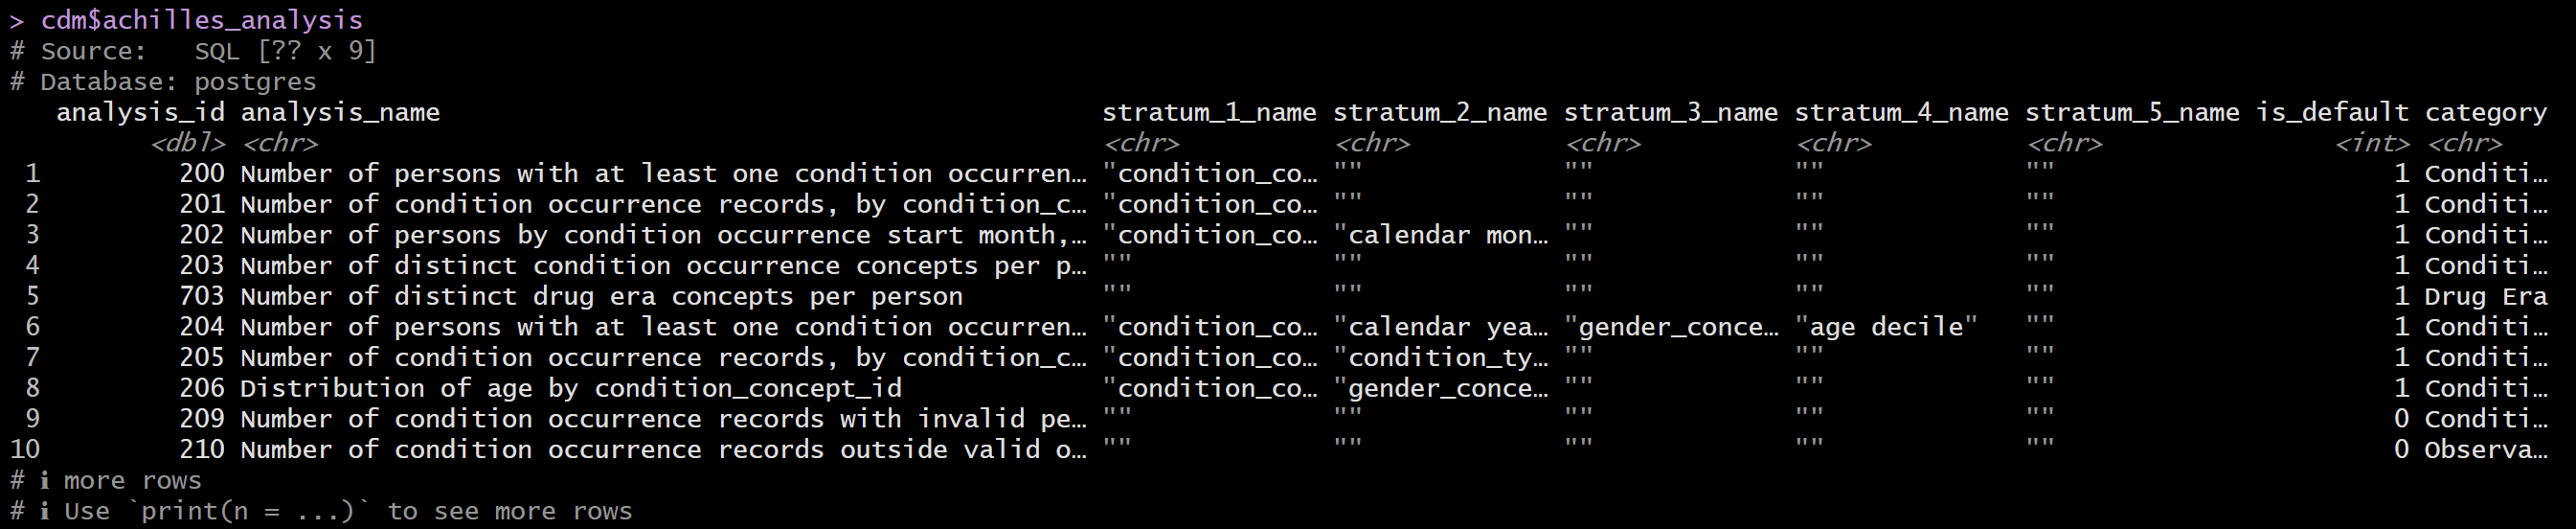 > cdm$achilles_analysis
# Source:   SQL [?? x 9]
# Database: postgres
   analysis_id analysis_name                                            stratum_1_name stratum_2_name stratum_3_name stratum_4_name stratum_5_name is_default category
         <dbl> <chr>                                                    <chr>          <chr>          <chr>          <chr>          <chr>               <int> <chr>
 1         200 Number of persons with at least one condition occurren… "condition_co… ""             ""             ""             ""                      1 Conditi…
 2         201 Number of condition occurrence records, by condition_c… "condition_co… ""             ""             ""             ""                      1 Conditi…
 3         202 Number of persons by condition occurrence start month,… "condition_co… "calendar mon… ""             ""             ""                      1 Conditi…
 4         203 Number of distinct condition occurrence concepts per p… ""             ""             ""             ""             ""                      1 Conditi…
 5         703 Number of distinct drug era concepts per person         ""             ""             ""             ""             ""                      1 Drug Era
 6         204 Number of persons with at least one condition occurren… "condition_co… "calendar yea… "gender_conce… "age decile"   ""                      1 Conditi…
 7         205 Number of condition occurrence records, by condition_c… "condition_co… "condition_ty… ""             ""             ""                      1 Conditi…
 8         206 Distribution of age by condition_concept_id             "condition_co… "gender_conce… ""             ""             ""                      1 Conditi…
 9         209 Number of condition occurrence records with invalid pe… ""             ""             ""             ""             ""                      0 Conditi…
10         210 Number of condition occurrence records outside valid o… ""             ""             ""             ""             ""                      0 Observa…
# ℹ more rows
# ℹ Use `print(n = ...)` to see more rows